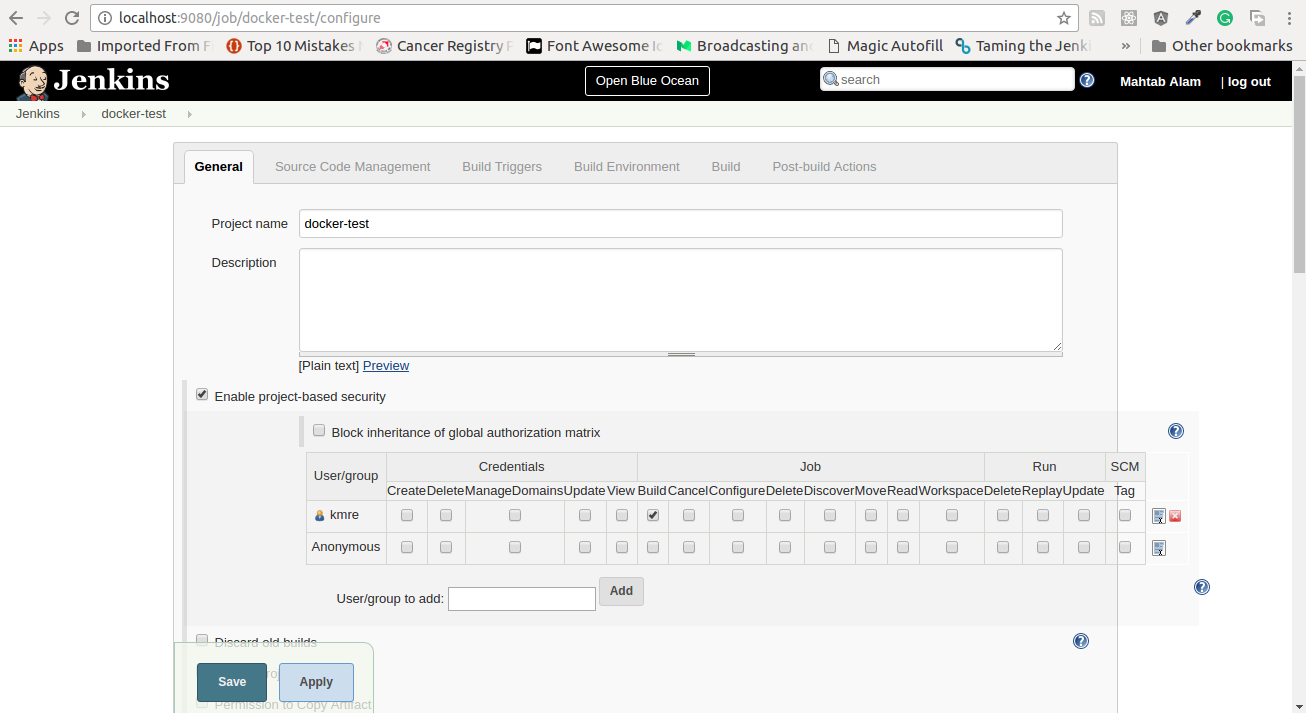 localhost:9080/job/docker-test/configure
Apps Imported From F Top 10 Mistakes Cancer Registry F Font Awesome Ic Broadcasting an Magic Autofill Taming the Jenki » Other bookmarks
Jenkins Open Blue Ocean search Mahtab Alam | log out
Jenkins docker-test
General Source Code Management Build Triggers Build Environment Build Post-build Actions
Project name docker-test
Description
[Plain text] Preview
Enable project-based security
Block inheritance of global authorization matrix
User/group Credentials Job Run SCM
Create Delete ManageDomains Update View Build Cancel Configure Delete Discover Move Read Workspace Delete Replay Update Tag
kmre
Anonymous
User/group to add: Add
Discard old builds
Save Apply
Permission to Copy Artifact